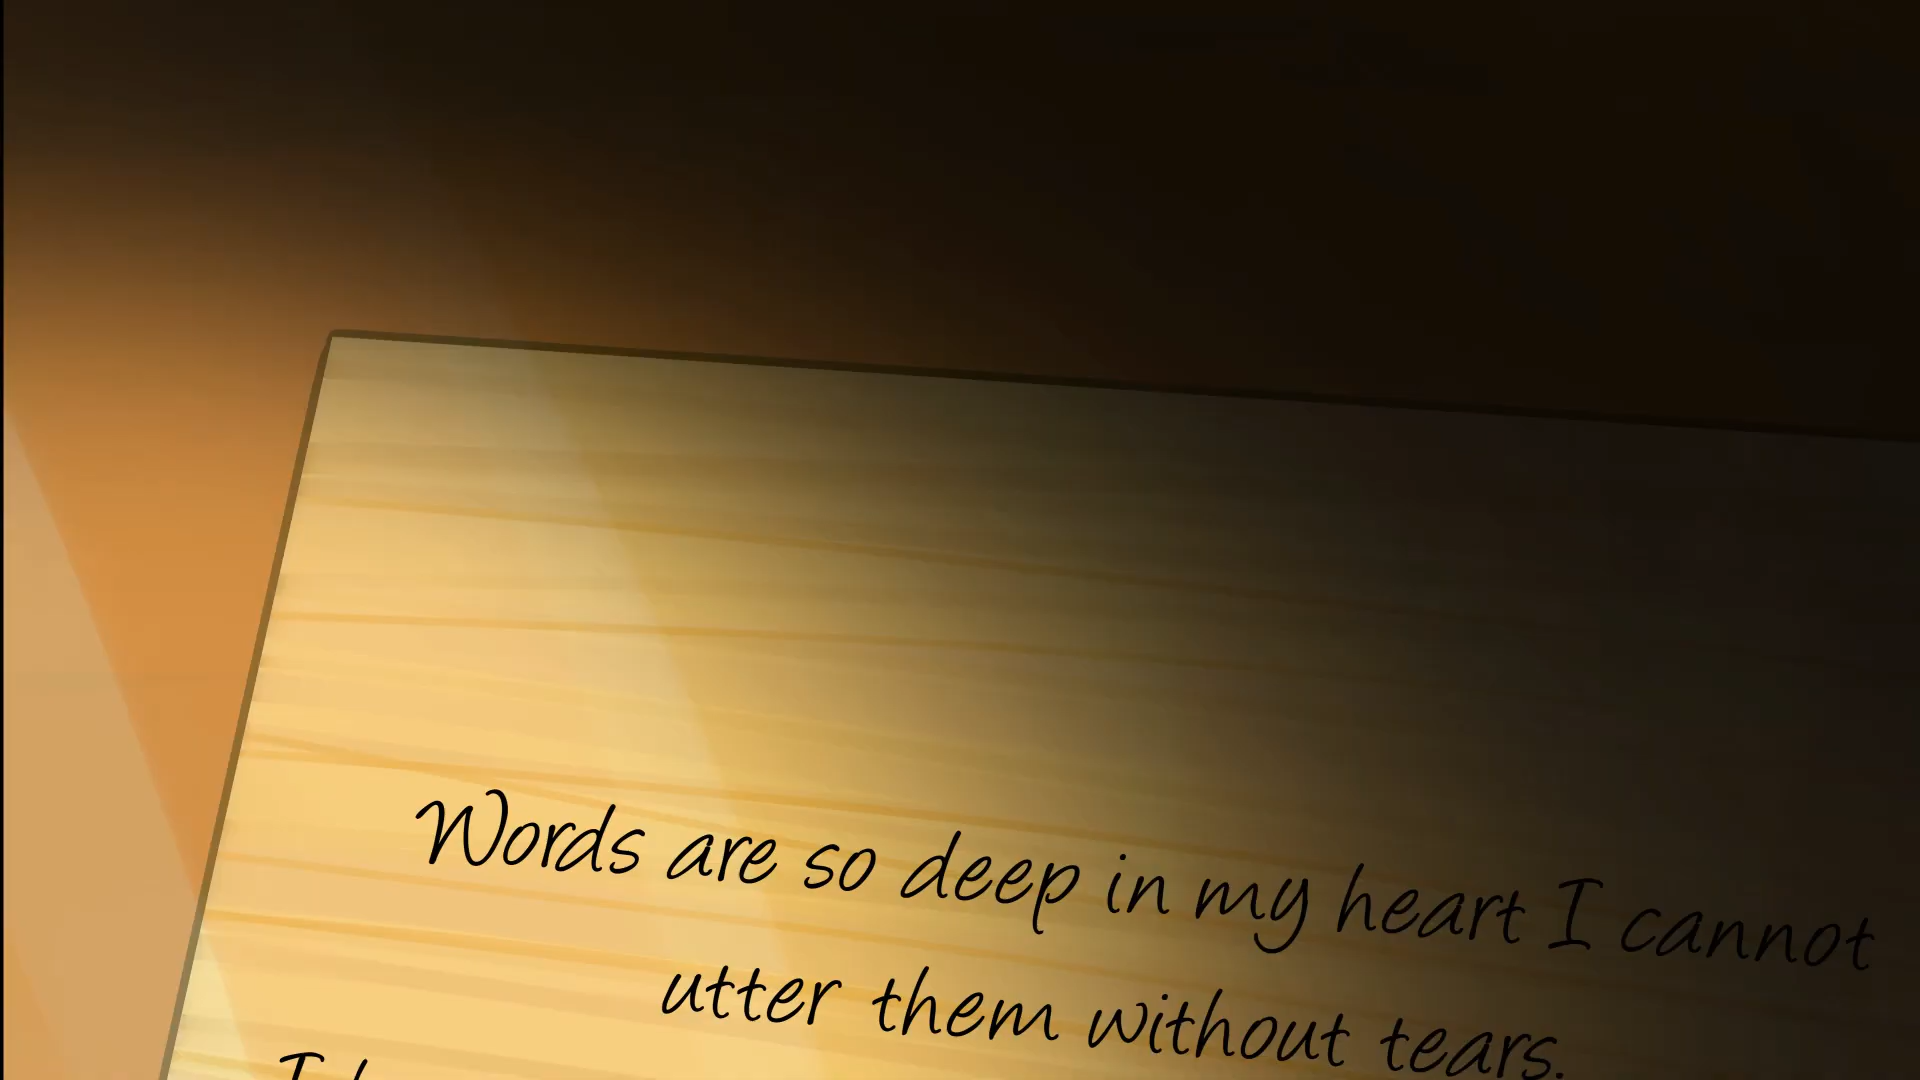 Words are so deep in my heart I cannot
utter them without tears.
I